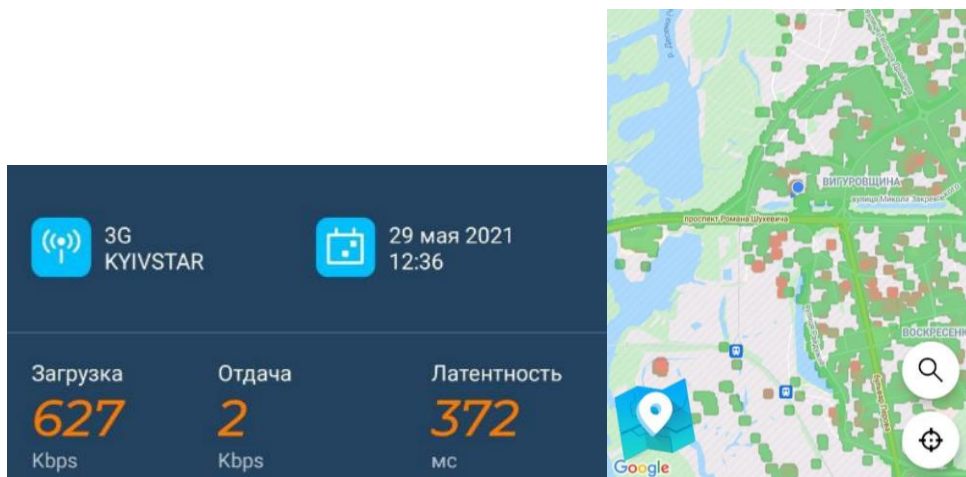 3G
KYIVSTAR
29 мая 2021
12:36
Загрузка
Отдача
Латентность
627
2
372
Kbps
Kbps
мс
р. Десенка
ВИГУРОВЩИНА
вулиця Миколи Закревського
проспект Романа Шухевича
ВОСКРЕСЕНК
Google